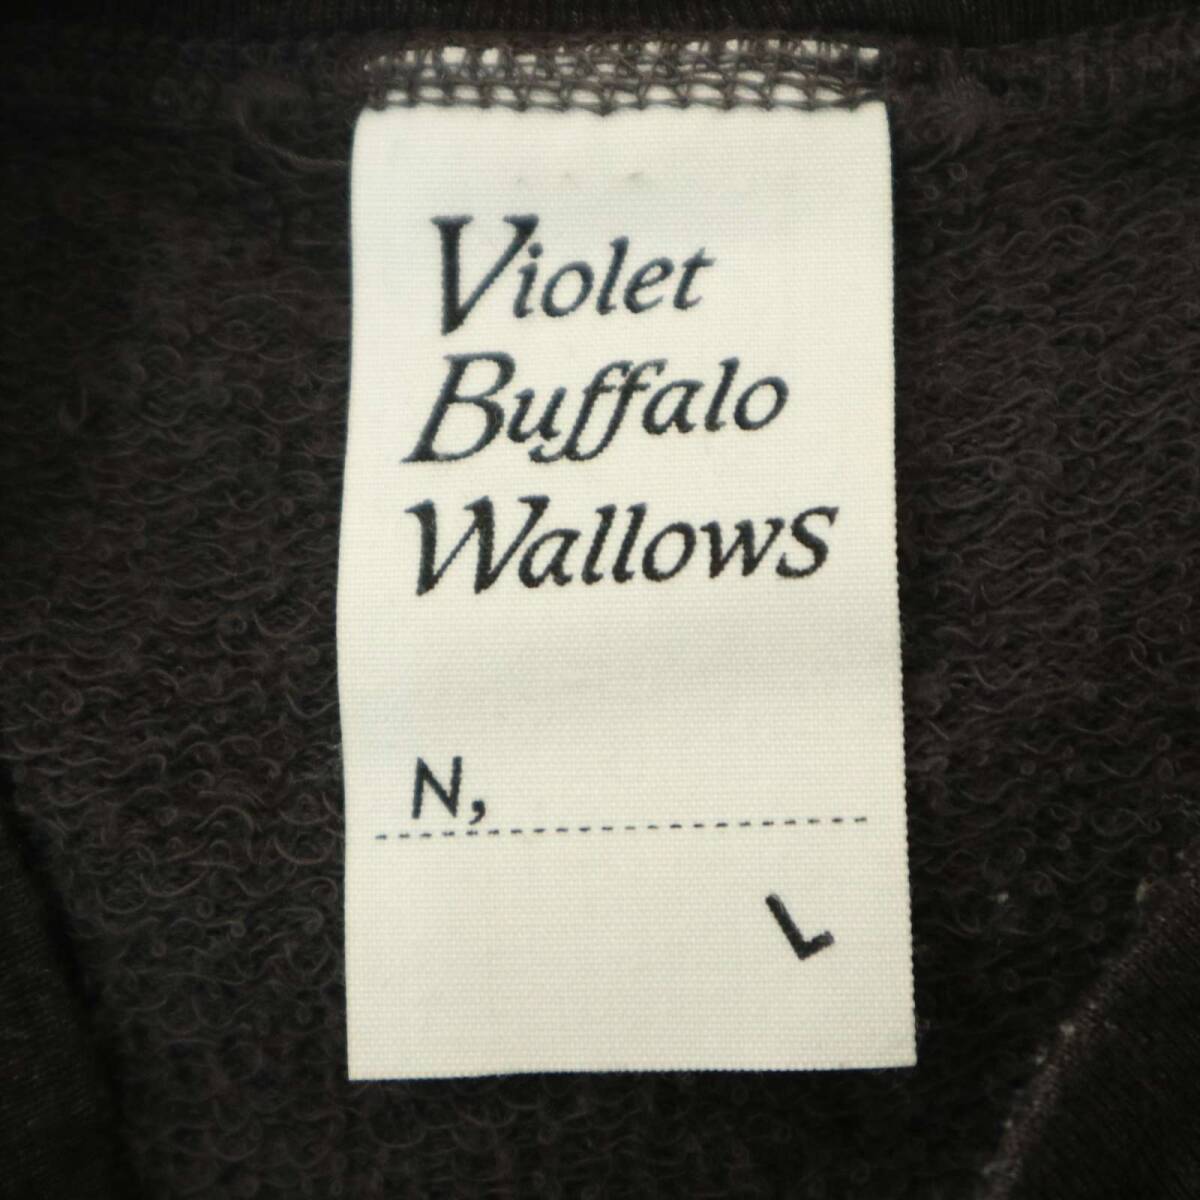 Violet
Buffalo
Wallows
N,
L